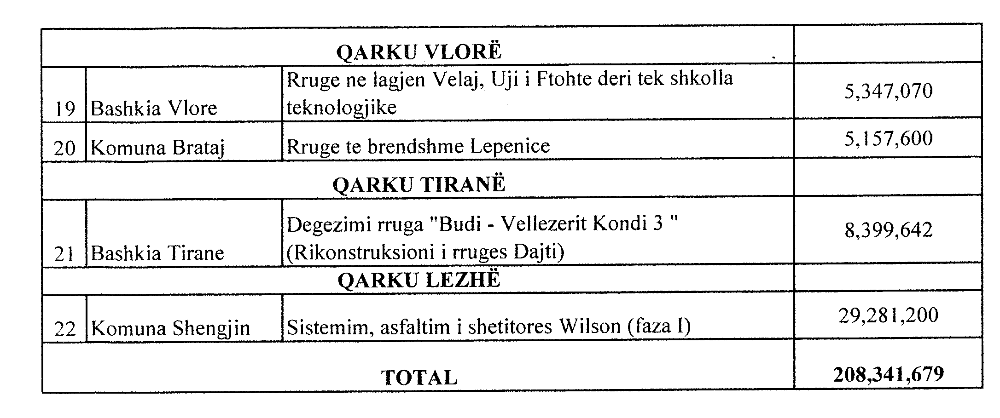 QARKU VLORË
19 Bashkia Vlore Rruge ne lagjen Velaj, Uji i Ftohte deri tek shkolla teknologjike 5,347,070
20 Komuna Brataj Rruge te brendshme Lepenice 5,157,600
QARKU TIRANË
21 Bashkia Tirane Degezimi rruga "Budi - Vellezerit Kondi 3 " (Rikonstruksioni i rruges Dajti) 8,399,642
QARKU LEZHË
22 Komuna Shengjin Sistemim, asfaltim i shetitores Wilson (faza I) 29,281,200
TOTAL 208,341,679